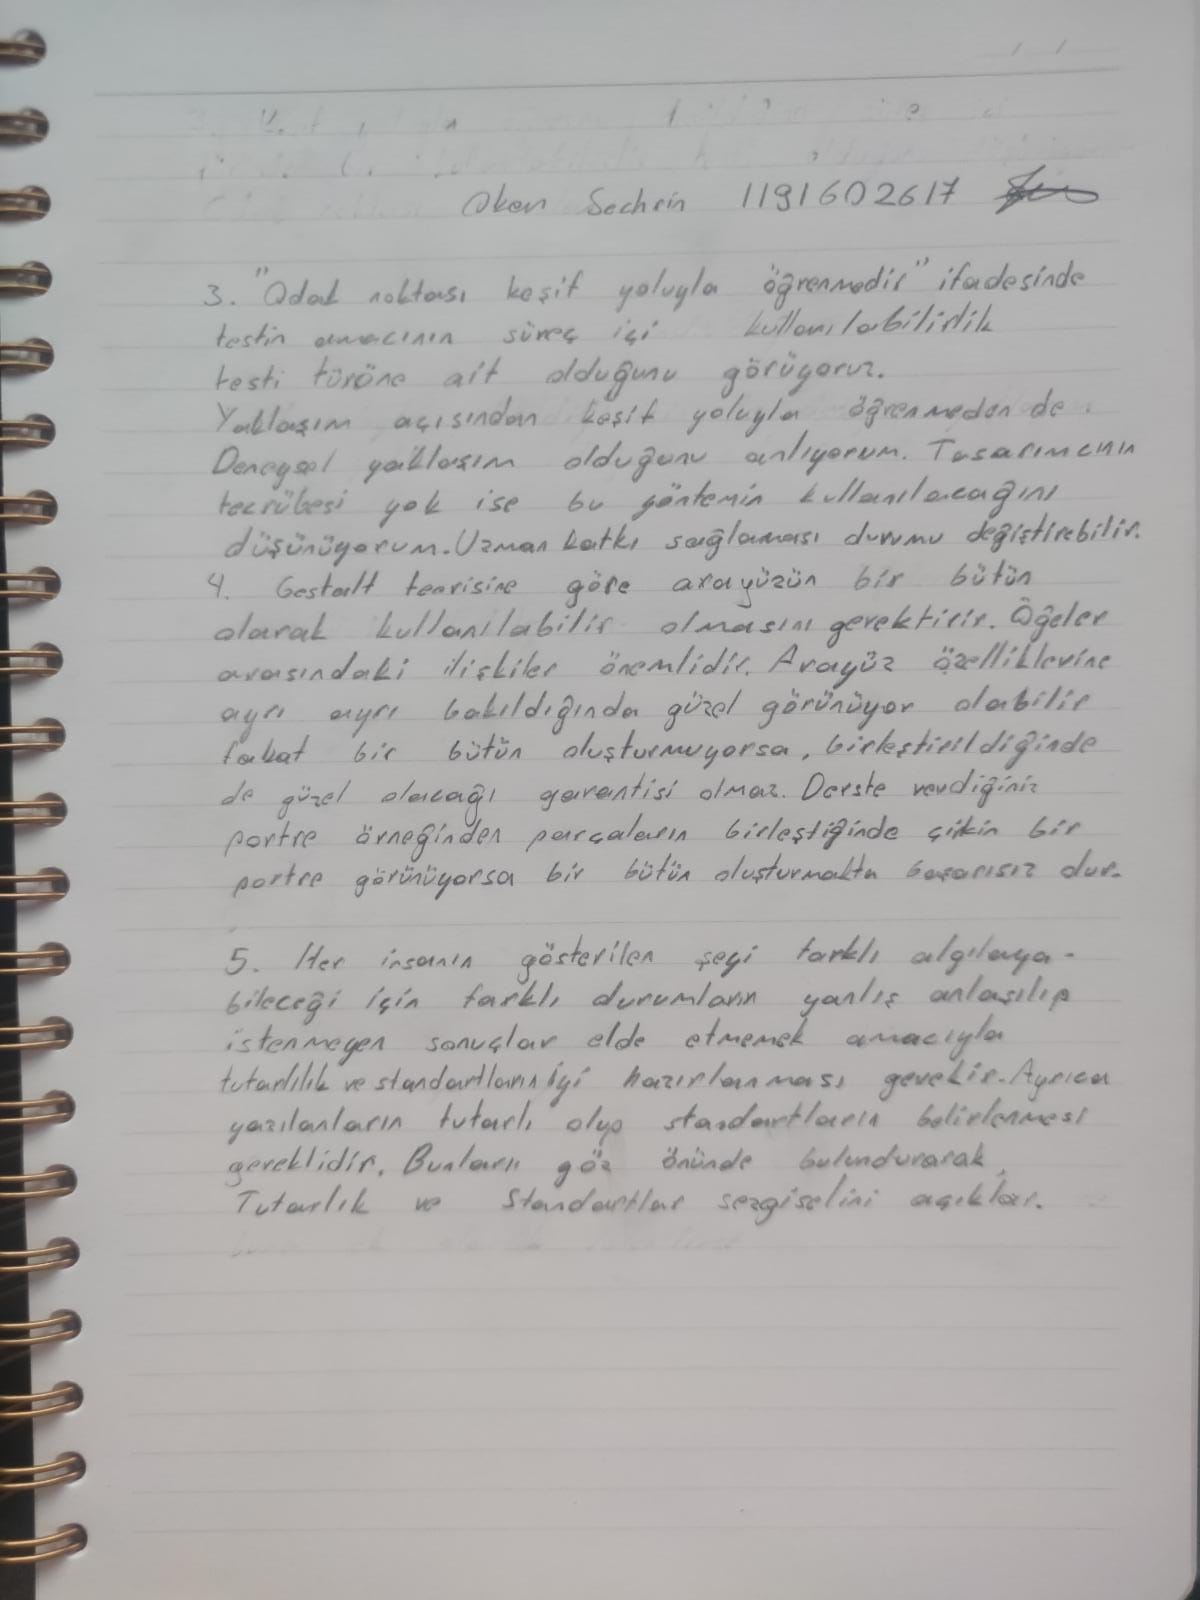 Oken Sechrin 1191602617
3. "Odak noktası keşif yoluyla öğrenmedir" ifadesinde
testin amacının süreç içi kullanılabilirlik
testi türüne ait olduğunu görüyoruz.
Yaklaşım açısından keşif yoluyla öğrenmeden de
Deneysel yaklaşım olduğunu anlıyorum. Tasarımcının
tecrübesi yok ise bu yöntemin kullanılacağını
düşünüyorum. Uzman katkı sağlaması durumu değiştirebilir.
4. Gestalt teorisine göre arayüzün bir bütün
olarak kullanılabilir olmasını gerektirir. Öğeler
arasındaki ilişkiler önemlidir. Arayüz özelliklerine
ayrı ayrı bakıldığında güzel görünüyor olabilir
fakat bir bütün oluşturmuyorsa, birleştirildiğinde
de güzel olacağı garantisi olmaz. Derste verdiğiniz
portre örneğinden parçaların birleştiğinde çirkin bir
portre görünüyorsa bir bütün oluşturmakta başarısız dur.
5. Her insanın gösterilen şeyi farklı algılaya-
bileceği için farklı durumların yanlış anlaşılıp
istenmeyen sonuçlar elde etmemek amacıyla
tutarlılık ve standartların iyi hazırlanması gerekir. Ayrıca
yazılanların tutarlı olup standartların belirlenmesi
gereklidir. Bunları göz önünde bulundurarak
Tutarlık ve Standartlar sezgiselini açıklar.